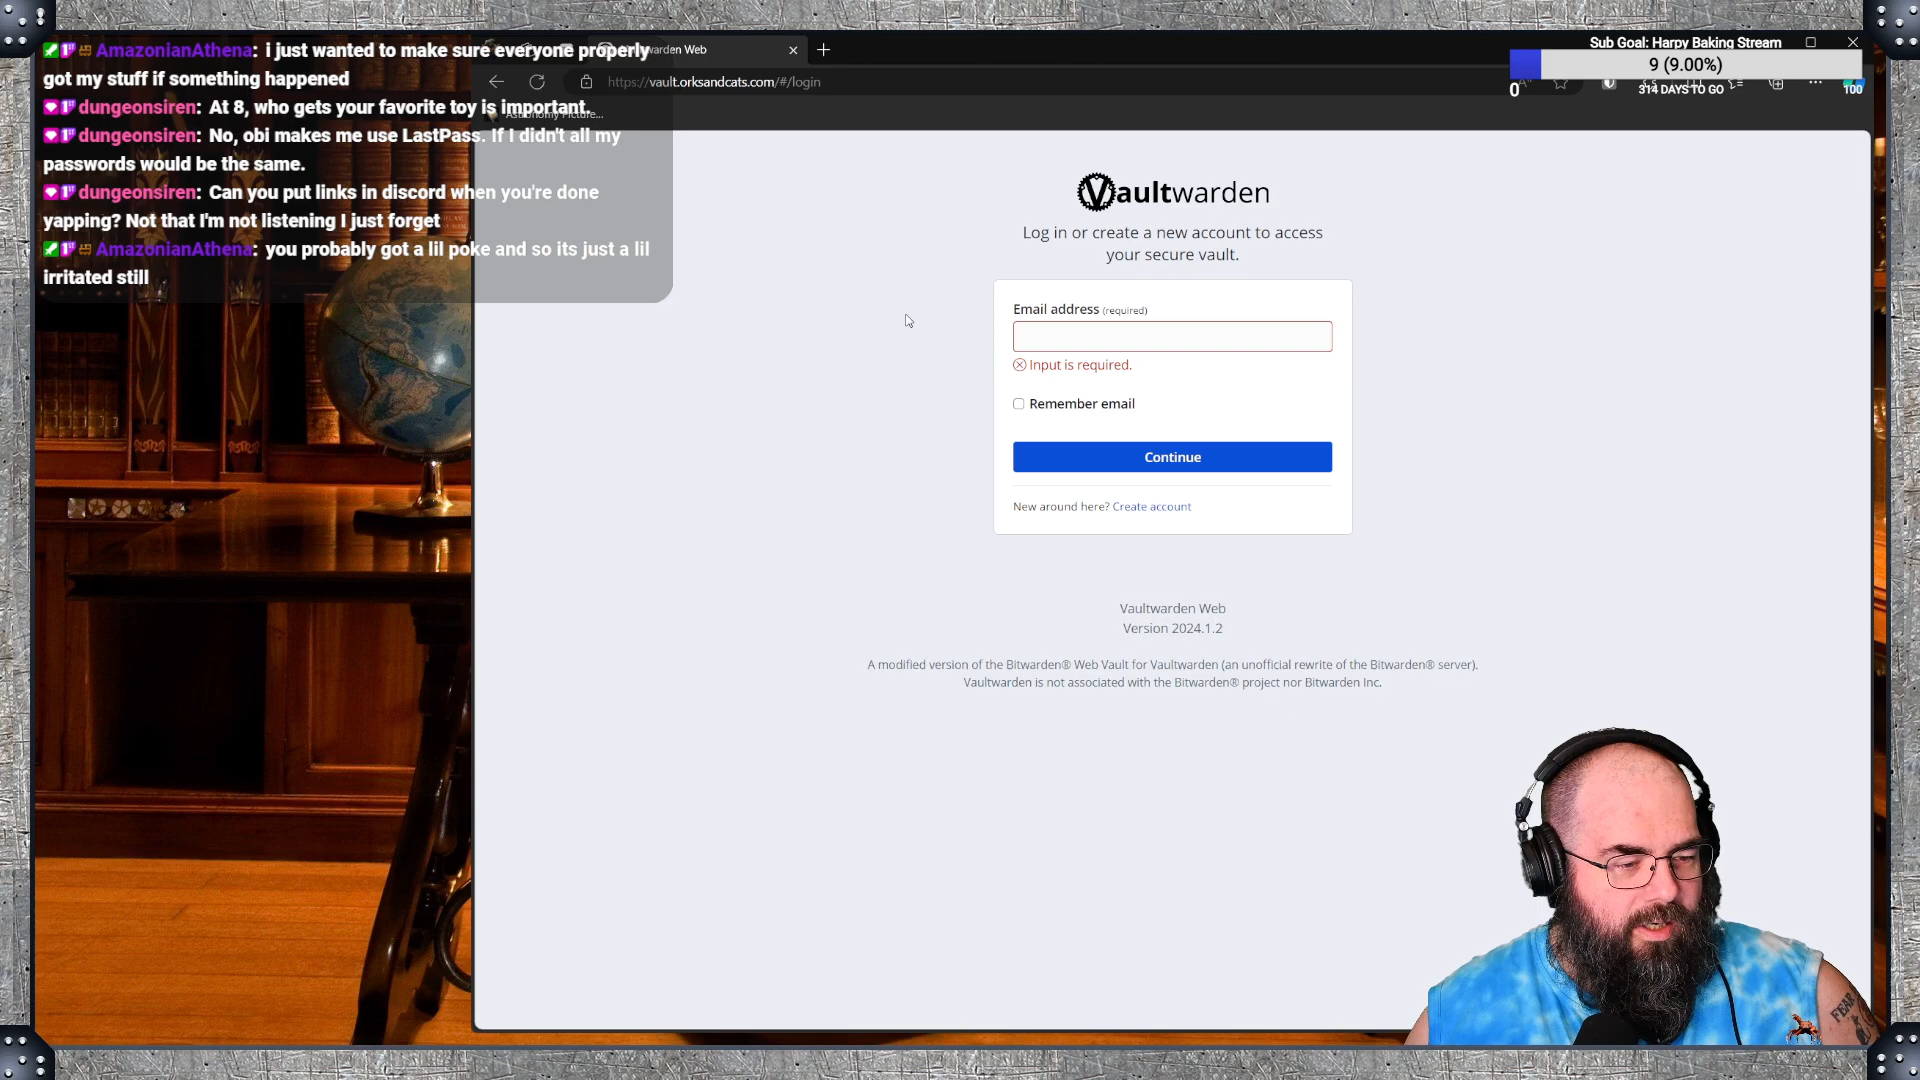 AmazonianAthena: i just wanted to make sure everyone properly
got my stuff if something happened
dungeonsiren: At 8, who gets your favorite toy is important.
dungeonsiren: No, obi makes me use LastPass. If I didn't all my
passwords would be the same.
dungeonsiren: Can you put links in discord when you're done
yapping? Not that I'm not listening I just forget
AmazonianAthena: you probably got a lil poke and so its just a lil
irritated still
warden Web
https://vault.orksandcats.com/#/login
Astronomy Picture...
Sub Goal: Harpy Baking Stream
9 (9.00%)
0
314 DAYS TO GO
100
Vaultwarden
Log in or create a new account to access
your secure vault.
Email address (required)
Input is required.
Remember email
Continue
New around here? Create account
Vaultwarden Web
Version 2024.1.2
A modified version of the Bitwarden® Web Vault for Vaultwarden (an unofficial rewrite of the Bitwarden® server).
Vaultwarden is not associated with the Bitwarden® project nor Bitwarden Inc.
FEAR